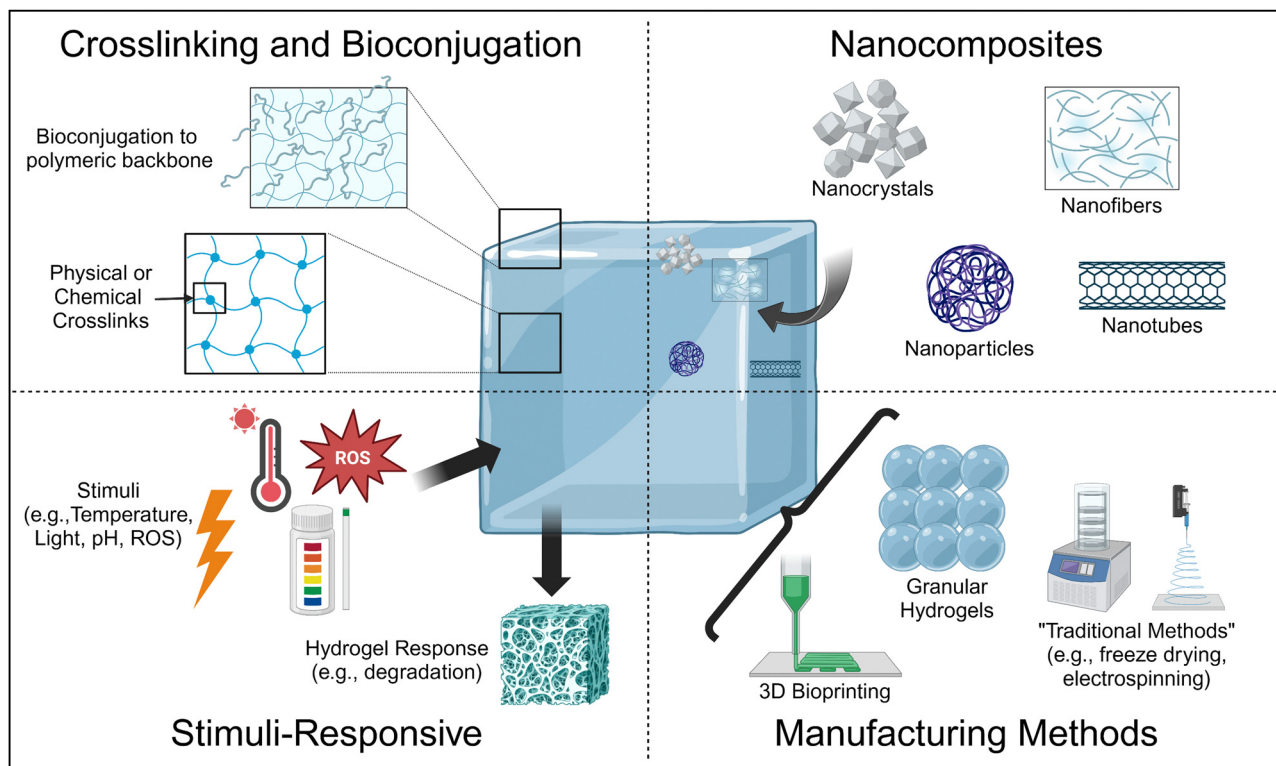 Crosslinking and Bioconjugation
Bioconjugation to
polymeric backbone
Physical or
Chemical
Crosslinks
Nanocomposites
Nanocrystals
Nanofibers
Nanoparticles
Nanotubes
Stimuli
(e.g.,Temperature,
Light, pH, ROS)
ROS
Hydrogel Response
(e.g., degradation)
Stimuli-Responsive
Granular
Hydrogels
3D Bioprinting
"Traditional Methods"
(e.g., freeze drying,
electrospinning)
Manufacturing Methods